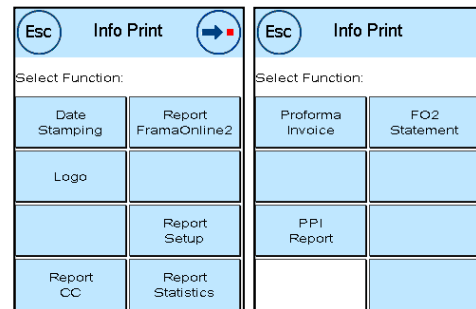 Esc Info Print
Select Function:
Date
Stamping
Report
FramaOnline2
Logo
Report
Setup
Report
CC
Report
Statistics
Esc Info Print
Select Function:
Proforma
Invoice
FO2
Statement
PPI
Report